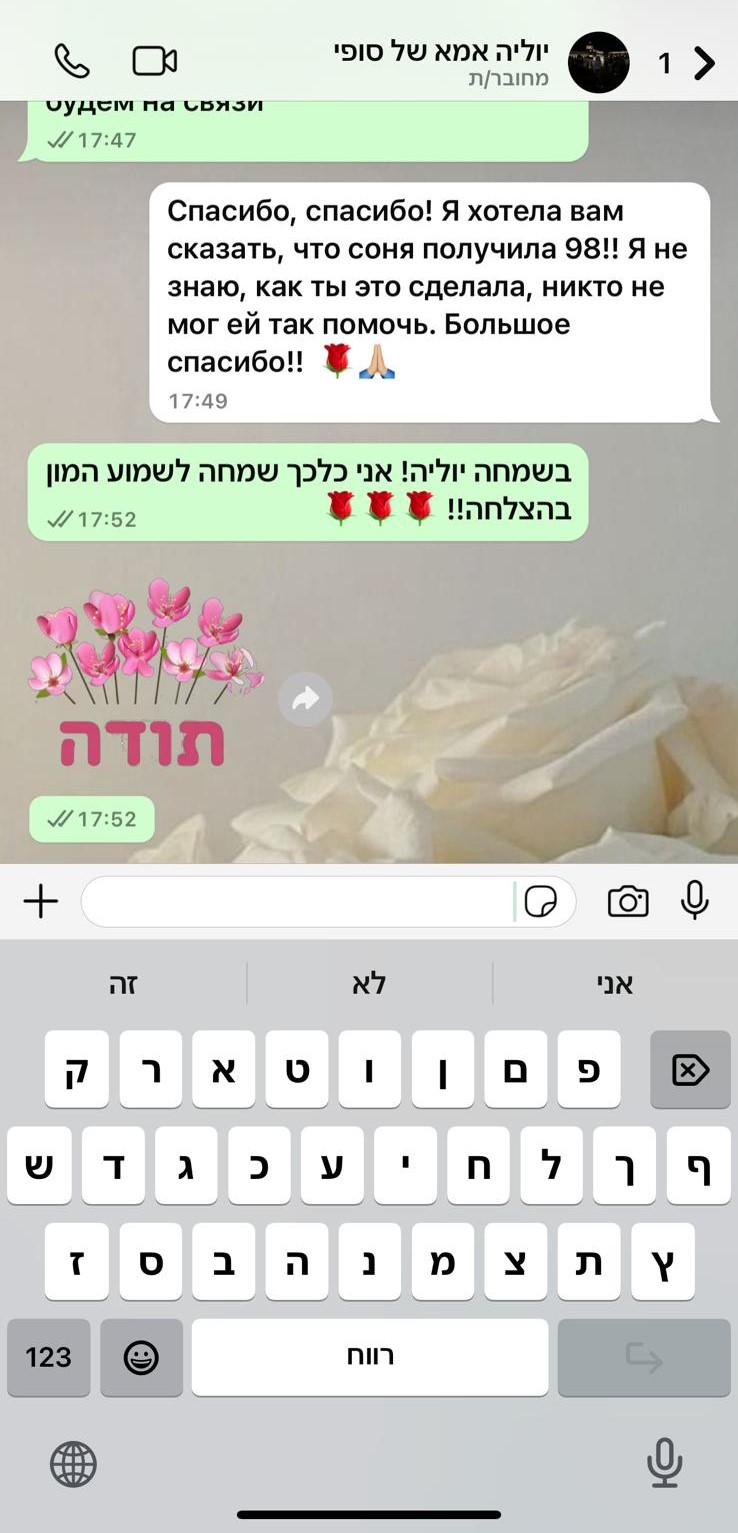 יוליה אמא של סופי
מחובר/ת
1
будем на связи
17:47
Спасибо, спасибо! Я хотела вам
сказать, что соня получила 98!! Я не
знаю, как ты это сделала, никто не
мог ей так помочь. Большое
спасибо!! 🌹🙏🏼
17:49
בשמחה יוליה! אני כלכך שמחה לשמוע המון
בהצלחה!! 🌹🌹🌹
17:52
תודה
17:52
אני לא זה
ק ר א ט ו ן ם פ
ש ד ג כ ע י ח ל ך ף
ז ס ב ה נ מ צ ת ץ
123 רווח